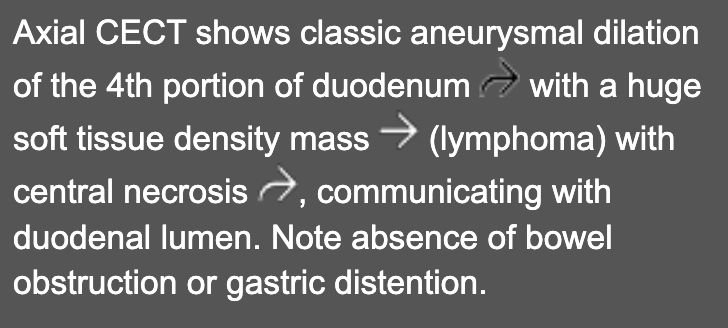 Axial CECT shows classic aneurysmal dilation
of the 4th portion of duodenum with a huge
soft tissue density mass (lymphoma) with
central necrosis , communicating with
duodenal lumen. Note absence of bowel
obstruction or gastric distention.